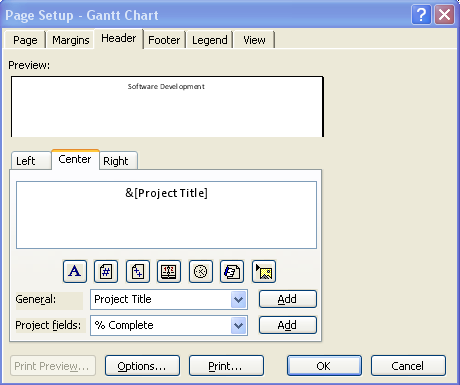 Page Setup - Gantt Chart
Page Margins Header Footer Legend View
Preview:
Software Development
Left Center Right
&[Project Title]
A
General: Project Title Add
Project fields: % Complete Add
Print Preview... Options... Print... OK Cancel